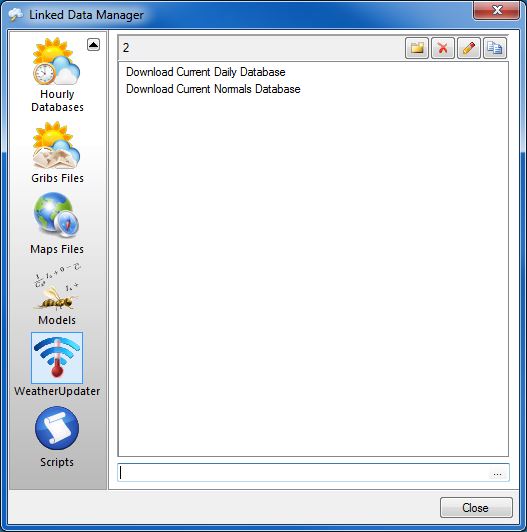 Linked Data Manager
Hourly
Databases
Gribs Files
Maps Files
Models
WeatherUpdater
Scripts
2
Download Current Daily Database
Download Current Normals Database
...
Close